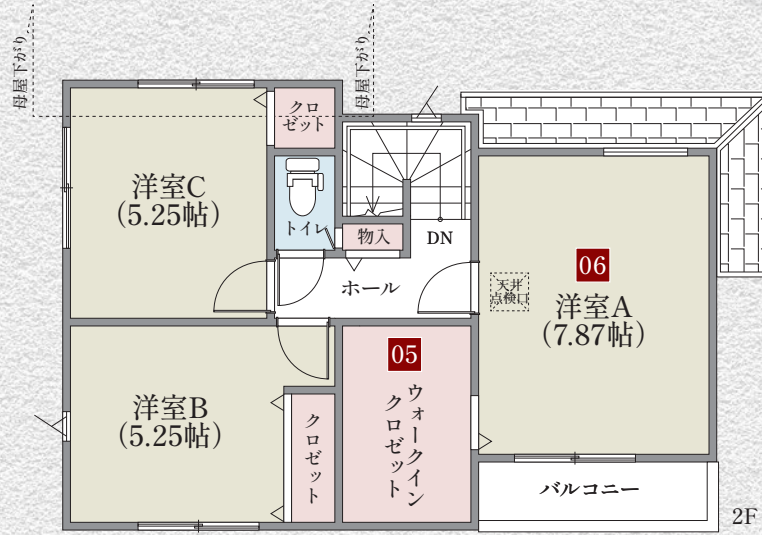 母屋下がり
母屋下がり
クロ
ゼット
洋室C
(5.25帖)
トイレ
物入
DN
ホール
天井
点検口
06
洋室A
(7.87帖)
05
ウォークイン
クロゼット
洋室B
(5.25帖)
クロゼット
バルコニー
2F